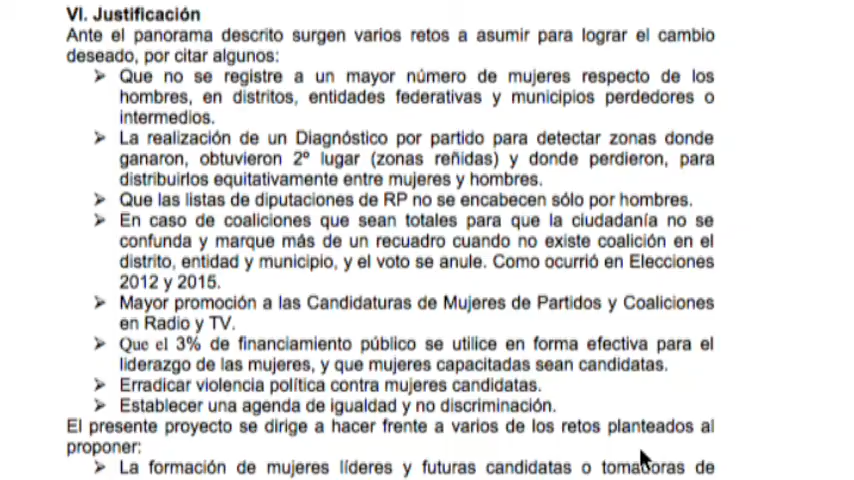 VI. Justificación
Ante el panorama descrito surgen varios retos a asumir para lograr el cambio
deseado, por citar algunos:
➢ Que no se registre a un mayor número de mujeres respecto de los
hombres, en distritos, entidades federativas y municipios perdedores o
intermedios.
➢ La realización de un Diagnóstico por partido para detectar zonas donde
ganaron, obtuvieron 2º lugar (zonas reñidas) y donde perdieron, para
distribuirlos equitativamente entre mujeres y hombres.
➢ Que las listas de diputaciones de RP no se encabecen sólo por hombres.
➢ En caso de coaliciones que sean totales para que la ciudadanía no se
confunda y marque más de un recuadro cuando no existe coalición en el
distrito, entidad y municipio, y el voto se anule. Como ocurrió en Elecciones
2012 y 2015.
➢ Mayor promoción a las Candidaturas de Mujeres de Partidos y Coaliciones
en Radio y TV.
➢ Que el 3% de financiamiento público se utilice en forma efectiva para el
liderazgo de las mujeres, y que mujeres capacitadas sean candidatas.
➢ Erradicar violencia política contra mujeres candidatas.
➢ Establecer una agenda de igualdad y no discriminación.
El presente proyecto se dirige a hacer frente a varios de los retos planteados al
proponer:
➢ La formación de mujeres líderes y futuras candidatas o tomadoras de